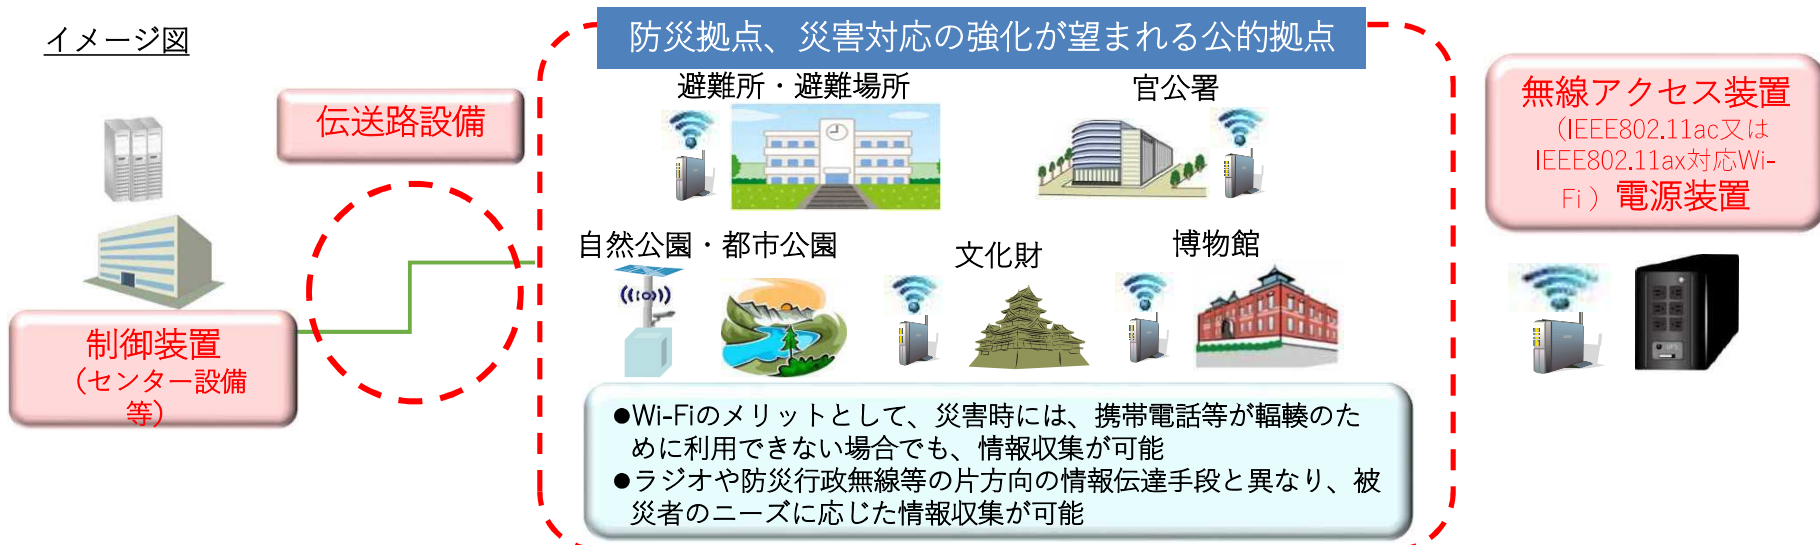 イメージ図
伝送路設備
制御装置
（センター設備
等）
防災拠点、災害対応の強化が望まれる公的拠点
避難所・避難場所
官公署
自然公園・都市公園
文化財
博物館
●Wi-Fiのメリットとして、災害時には、携帯電話等が輻輳のた
めに利用できない場合でも、情報収集が可能
●ラジオや防災行政無線等の片方向の情報伝達手段と異なり、被
災者のニーズに応じた情報収集が可能
無線アクセス装置
（IEEE802.11ac又は
IEEE802.11ax対応Wi-
Fi ）電源装置